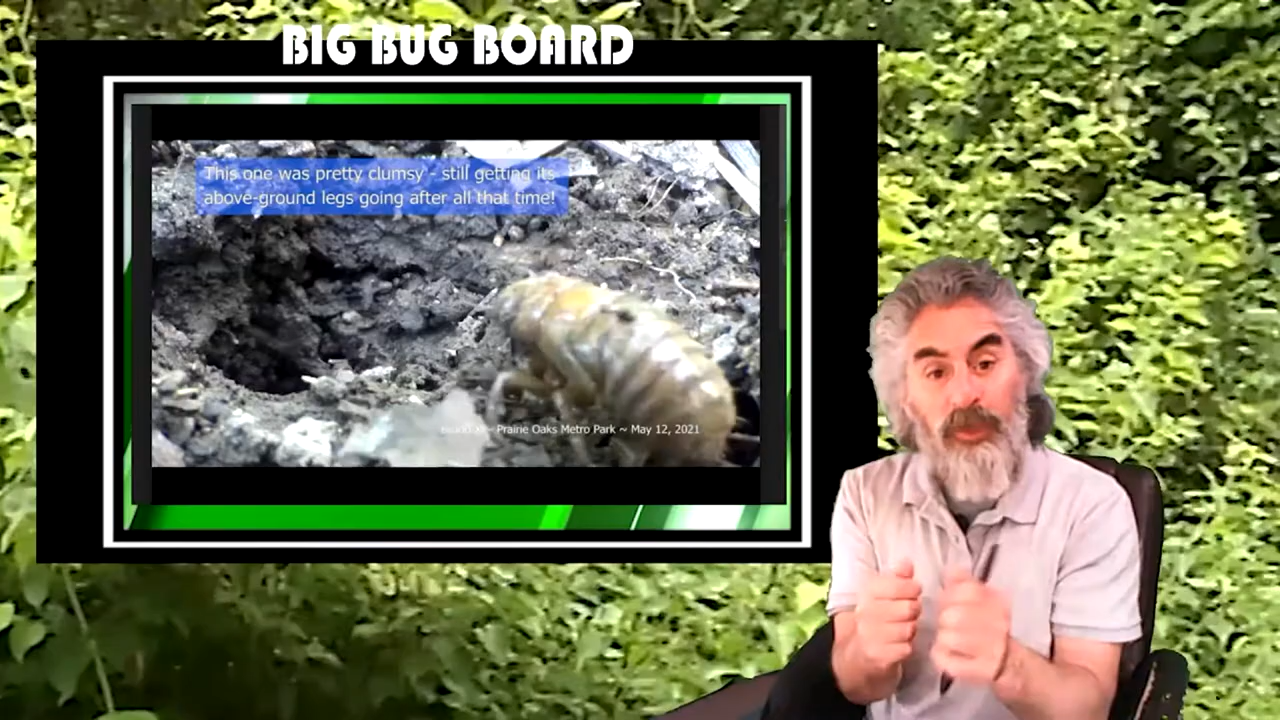 BIG BUG BOARD
This one was pretty clumsy - still getting its
above-ground legs going after all that time!
~ Prairie Oaks Metro Park ~ May 12, 2021